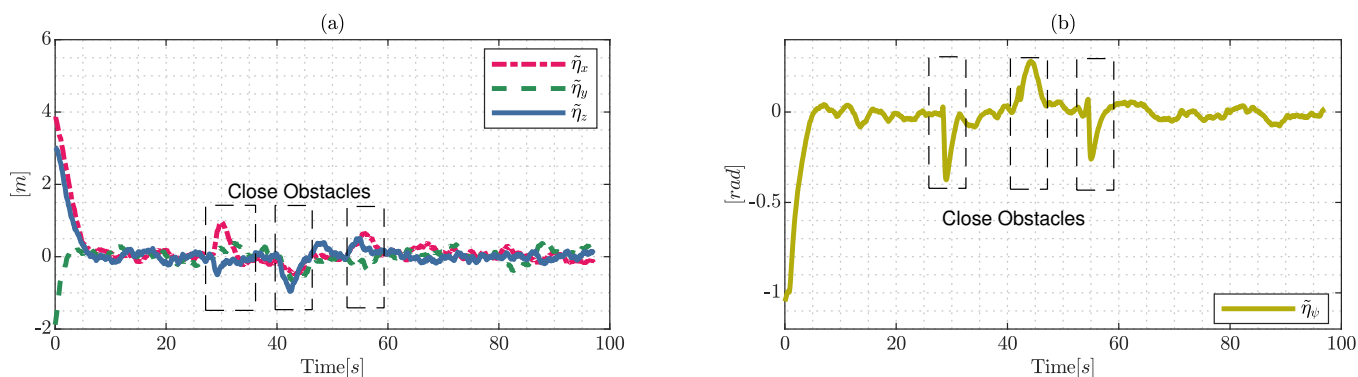 (a)
6
4
2
0
-2
[m]
η̃x
η̃y
η̃z
Close Obstacles
0 20 40 60 80 100
Time[s]
(b)
0
-0.5
-1
[rad]
Close Obstacles
η̃ψ
0 20 40 60 80 100
Time[s]